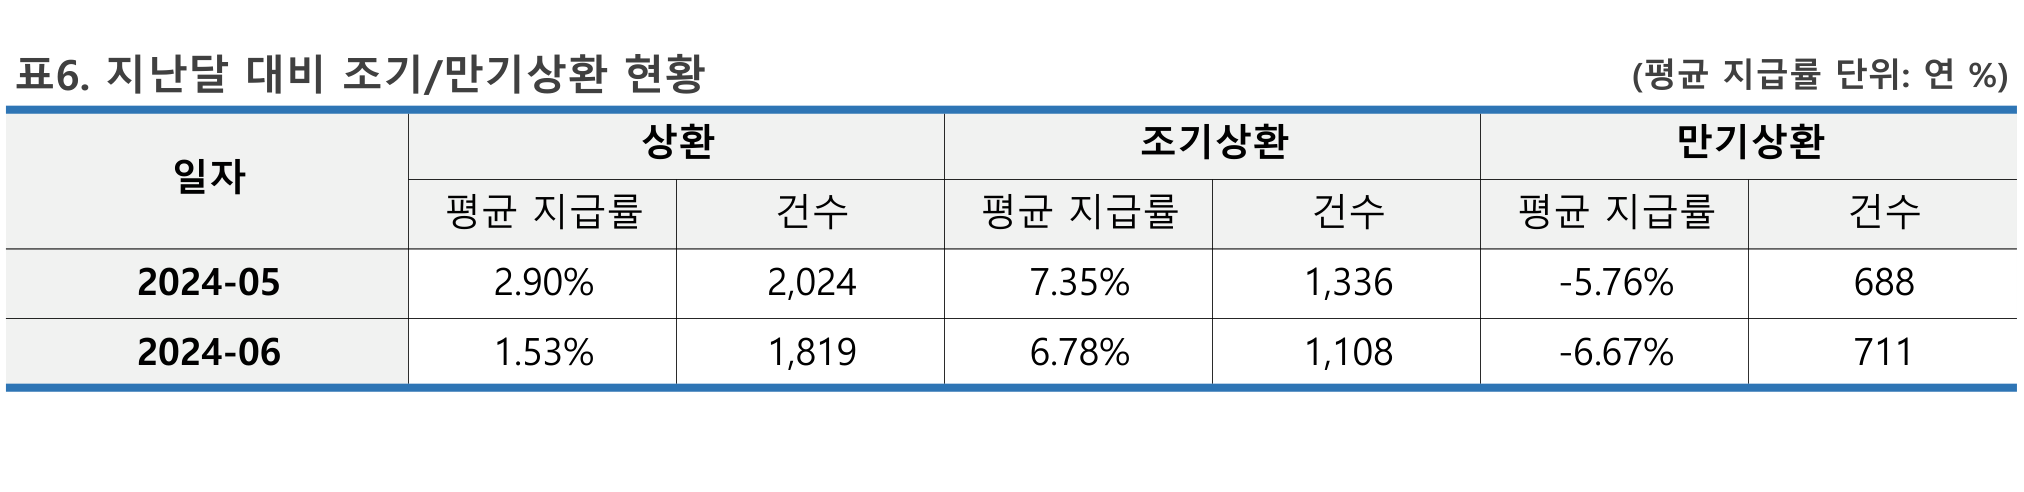 표6. 지난달 대비 조기/만기상환 현황 (평균 지급률 단위: 연 %)
일자 상환 조기상환 만기상환
평균 지급률 건수 평균 지급률 건수 평균 지급률 건수
2024-05 2.90% 2,024 7.35% 1,336 -5.76% 688
2024-06 1.53% 1,819 6.78% 1,108 -6.67% 711